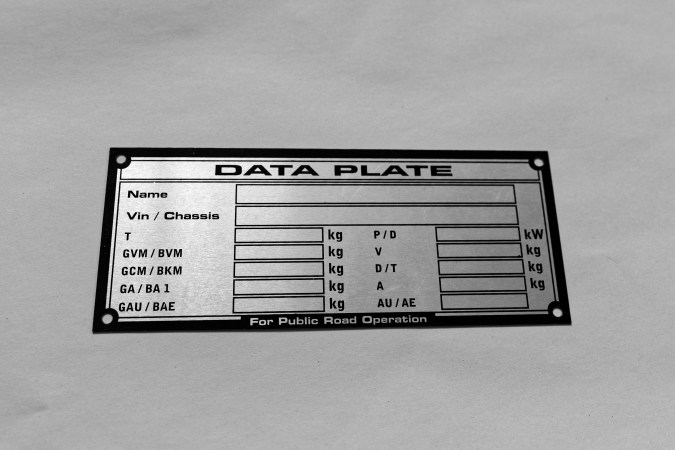 DATA PLATE
Name
Vin / Chassis
T kg P / D kW
GVM / BVM kg V kg
GCM / BKM kg D / T kg
GA / BA 1 kg A kg
GAU / BAE kg AU / AE
For Public Road Operation